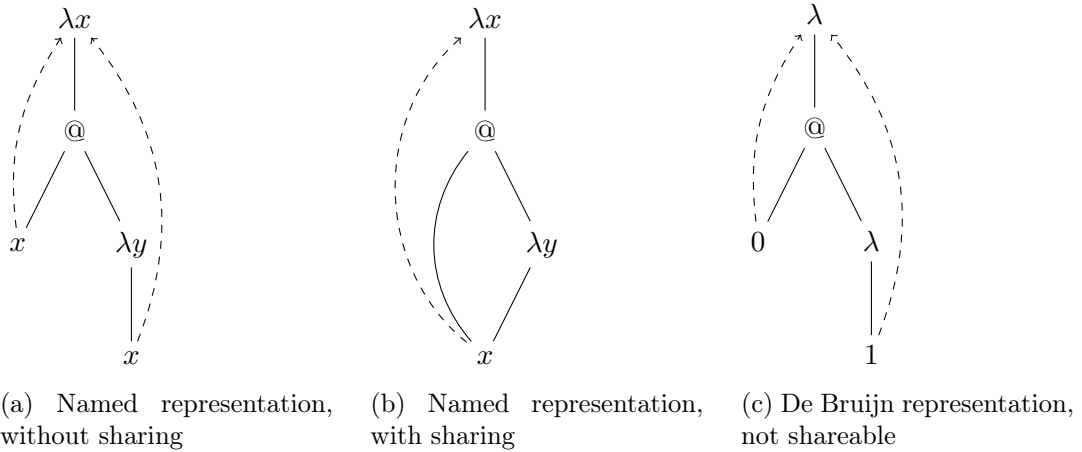 λx
@
x λy
x
(a) Named representation,
without sharing
λx
@
λy
x
(b) Named representation,
with sharing
λ
@
0 λ
1
(c) De Bruijn representation,
not shareable